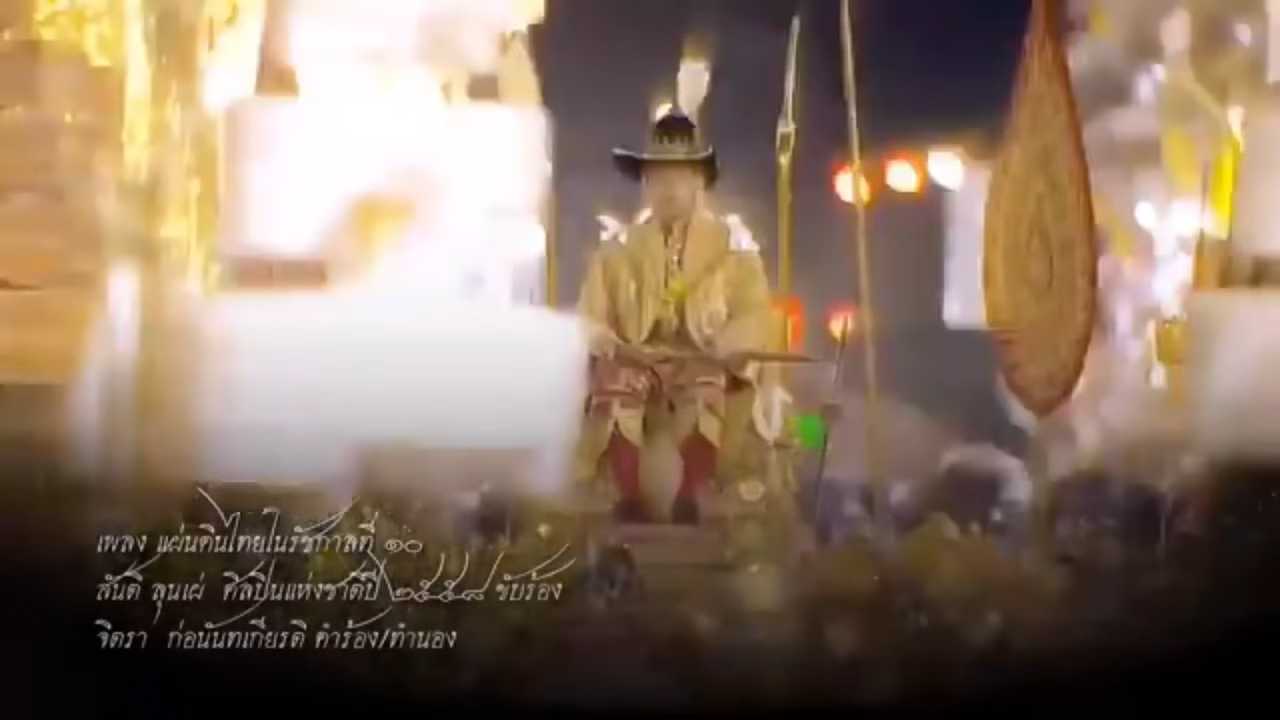 เพลง แผ่นดินไทยในรัชกาลที่ ๑๐
สันติ ลุนเผ่ ศิลปินแห่งชาติปี ๒๕๕๘ ขับร้อง
จิตรา ก่อนันทเกียรติ คำร้อง/ทำนอง